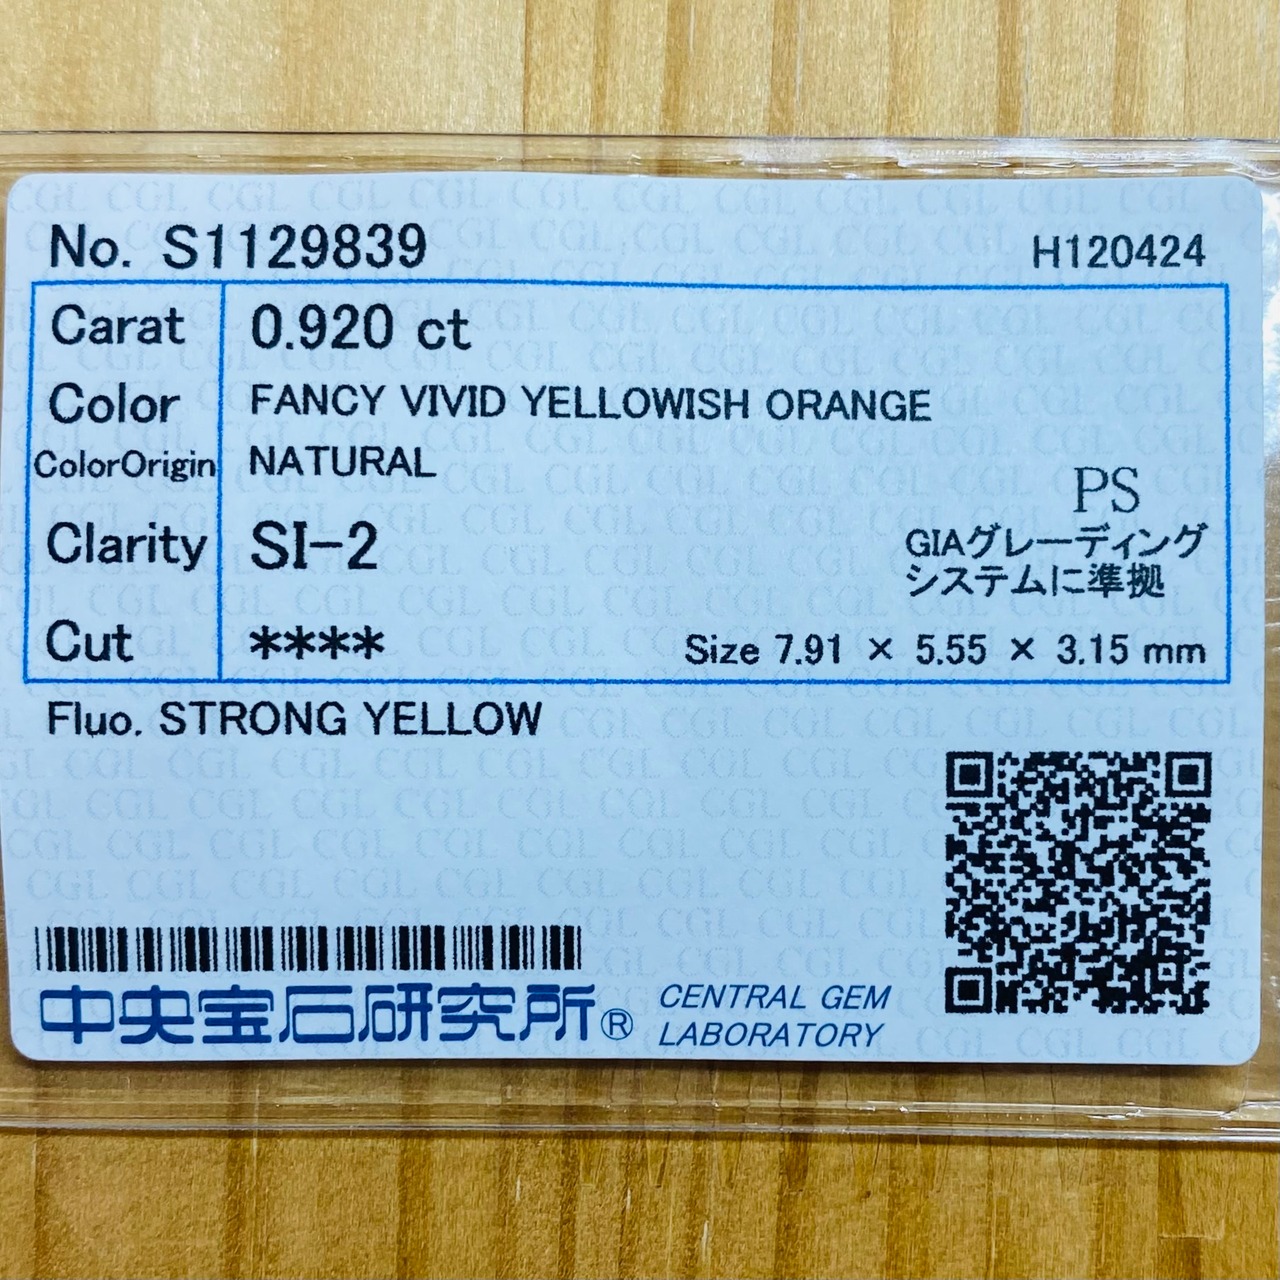 No. S1129839
H120424
Carat 0.920 ct
Color FANCY VIVID YELLOWISH ORANGE
ColorOrigin NATURAL
PS
Clarity SI-2
GIAグレーディング
システムに準拠
Cut ****
Size 7.91 × 5.55 × 3.15 mm
Fluo. STRONG YELLOW
中央宝石研究所®
CENTRAL GEM
LABORATORY